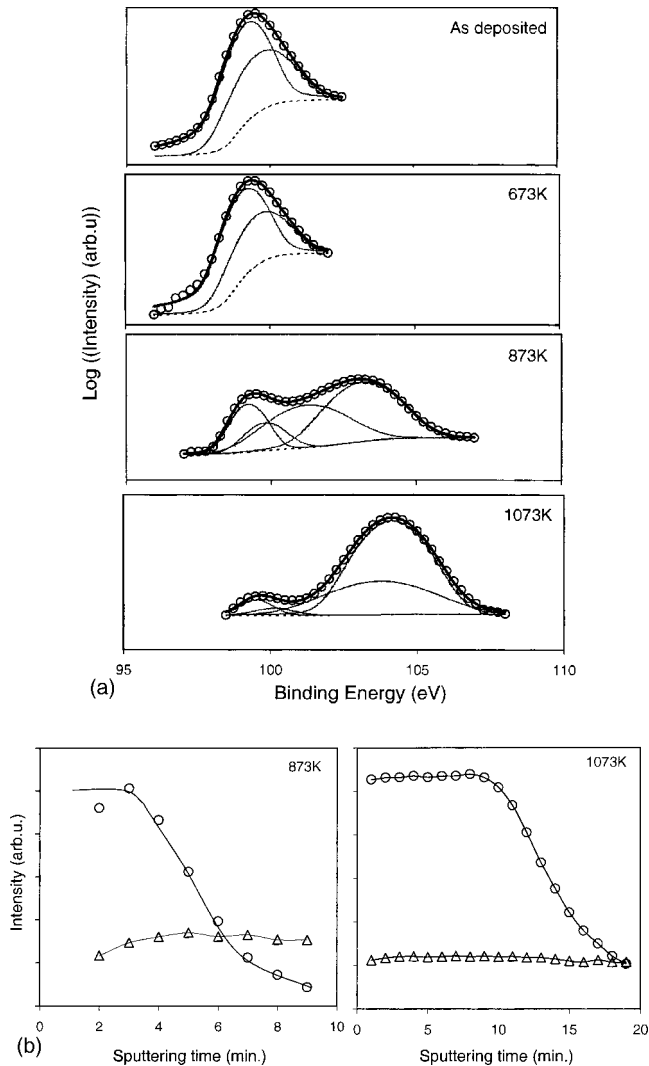 As deposited
673K
Log ((Intensity) (arb.u))
873K
1073K
95 100 105 110
(a) Binding Energy (eV)
873K
1073K
Intensity (arb.u.)
0 2 4 6 8 10
0 5 10 15 20
(b) Sputtering time (min.) Sputtering time (min.)